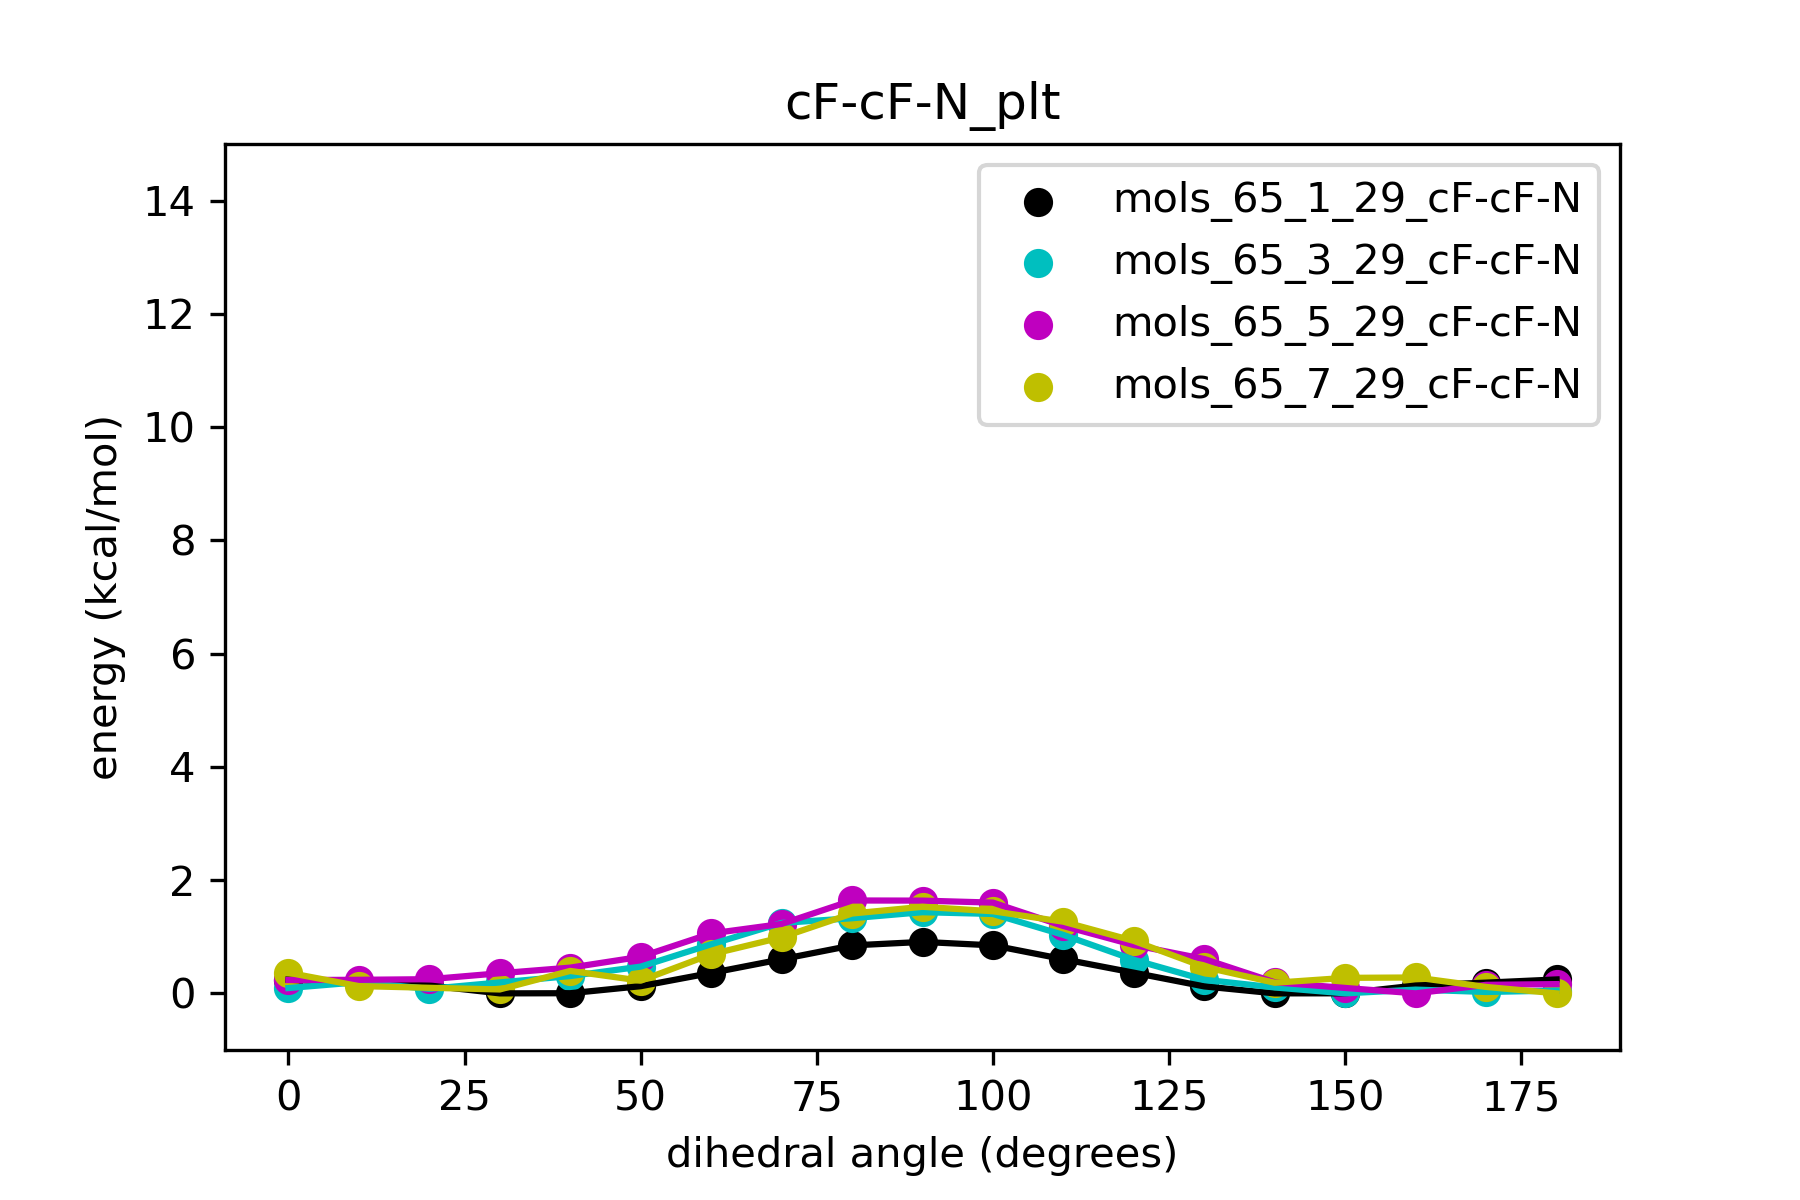 cF-cF-N_plt
mols_65_1_29_cF-cF-N
mols_65_3_29_cF-cF-N
mols_65_5_29_cF-cF-N
mols_65_7_29_cF-cF-N
energy (kcal/mol)
14
12
10
8
6
4
2
0
0 25 50 75 100 125 150 175
dihedral angle (degrees)